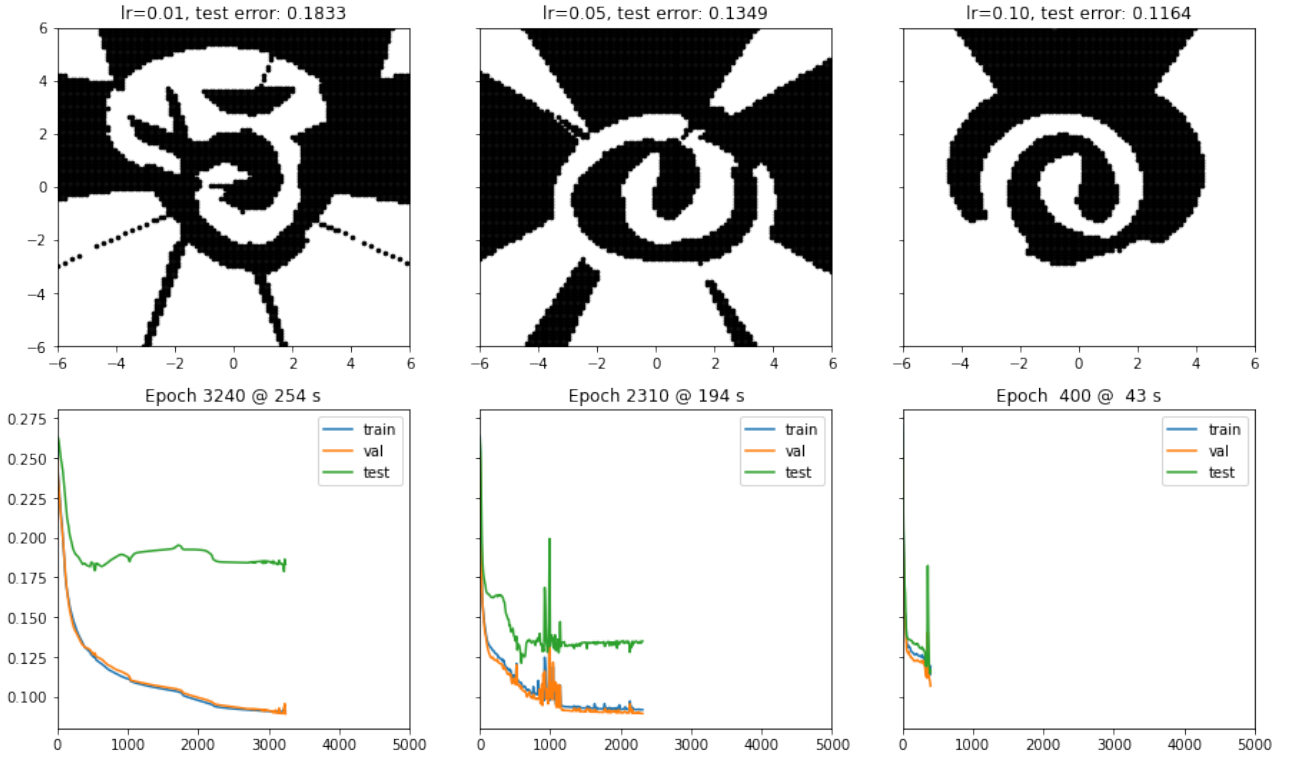 lr=0.01, test error: 0.1833
lr=0.05, test error: 0.1349
lr=0.10, test error: 0.1164
6
4
2
0
−2
−4
−6
−6 −4 −2 0 2 4 6
−6 −4 −2 0 2 4 6
−6 −4 −2 0 2 4 6
Epoch 3240 @ 254 s
Epoch 2310 @ 194 s
Epoch  400 @  43 s
0.275
0.250
0.225
0.200
0.175
0.150
0.125
0.100
train
val
test
train
val
test
train
val
test
0 1000 2000 3000 4000 5000
0 1000 2000 3000 4000 5000
0 1000 2000 3000 4000 5000